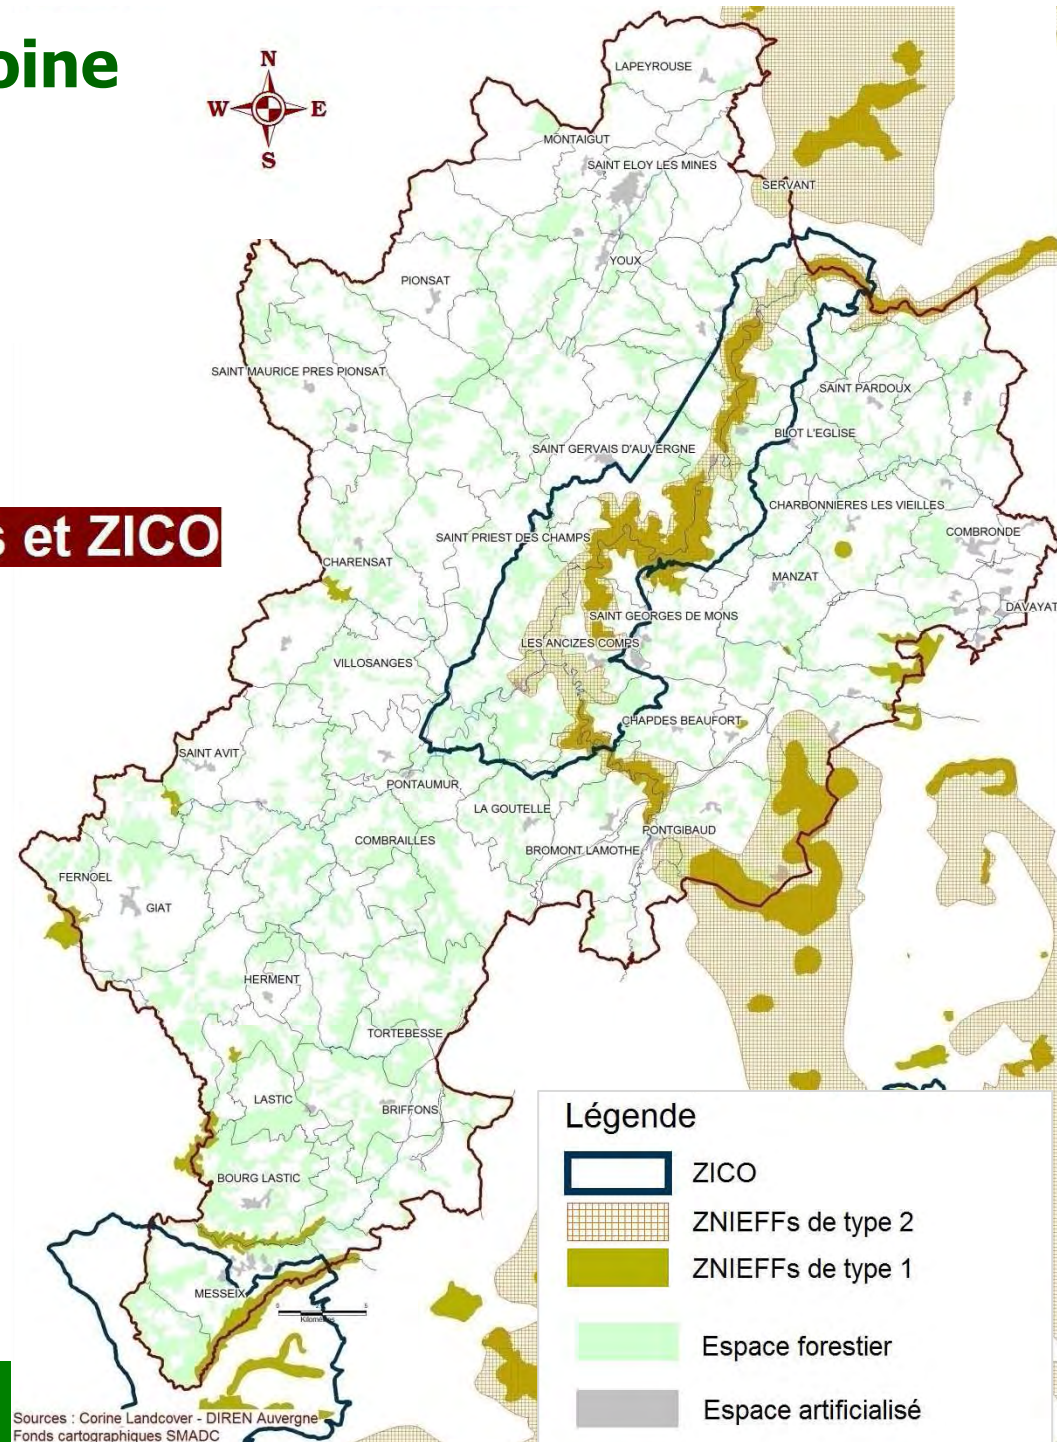 oine
N
W E
S
LAPEYROUSE
MONTAIGUT
SAINT ELOY LES MINES
SERVANT
YOUX
PIONSAT
SAINT MAURICE PRES PIONSAT
SAINT PARDOUX
BLOT L'EGLISE
SAINT GERVAIS D'AUVERGNE
CHARBONNIERES LES VIEILLES
s et ZICO
SAINT PRIEST DES CHAMPS
COMBRONDE
CHARENSAT
MANZAT
DAVAYAT
SAINT GEORGES DE MONS
LES ANCIZES COMPS
VILLOSANGES
CHAPDES BEAUFORT
SAINT AVIT
PONTAUMUR
LA GOUTELLE
PONTGIBAUD
COMBRAILLES
BROMONT LAMOTHE
FERNOEL
GIAT
HERMENT
TORTEBESSE
LASTIC
BRIFFONS
BOURG LASTIC
MESSEIX
Kilomètres
Légende
ZICO
ZNIEFFs de type 2
ZNIEFFs de type 1
Espace forestier
Espace artificialisé
Sources : Corine Landcover - DIREN Auvergne
Fonds cartographiques SMADC